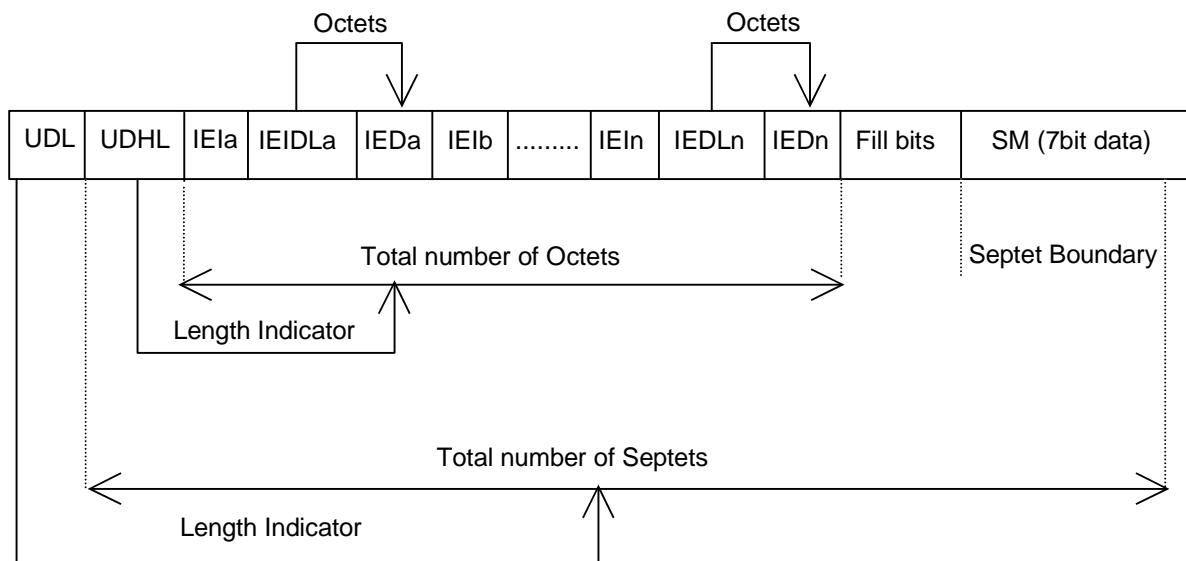 Octets Octets
UDL UDHL IEIa IEIDLa IEDa IEIb ......... IEIn IEDLn IEDn Fill bits SM (7bit data)
Total number of Octets
Septet Boundary
Length Indicator
Total number of Septets
Length Indicator